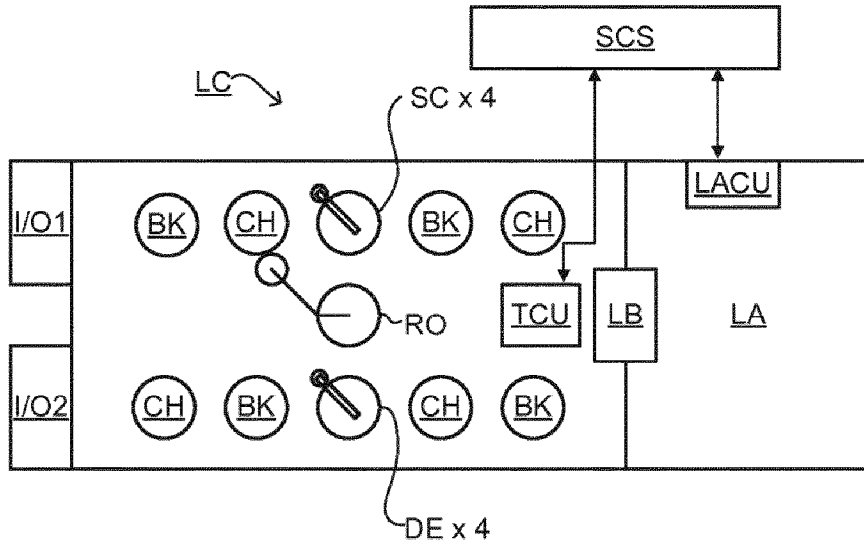 SCS
LC
SC x 4
LACU
I/O1
BK
CH
BK
CH
RO
TCU
LB
LA
I/O2
CH
BK
CH
BK
DE x 4